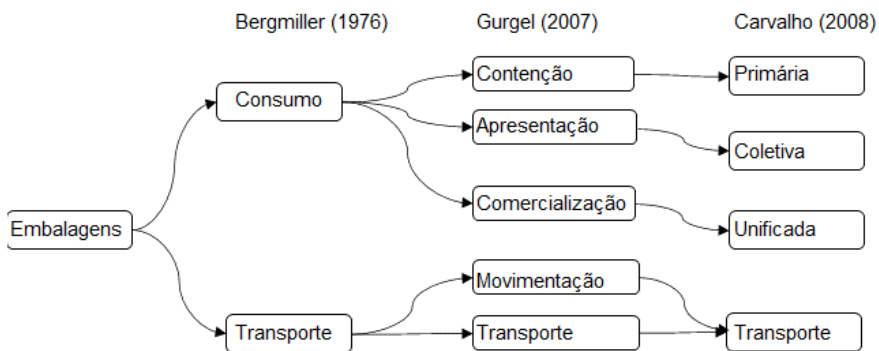 Bergmiller (1976) Gurgel (2007) Carvalho (2008)
Contenção Primária
Consumo
Apresentação
Coletiva
Comercialização
Embalagens Unificada
Movimentação
Transporte Transporte Transporte